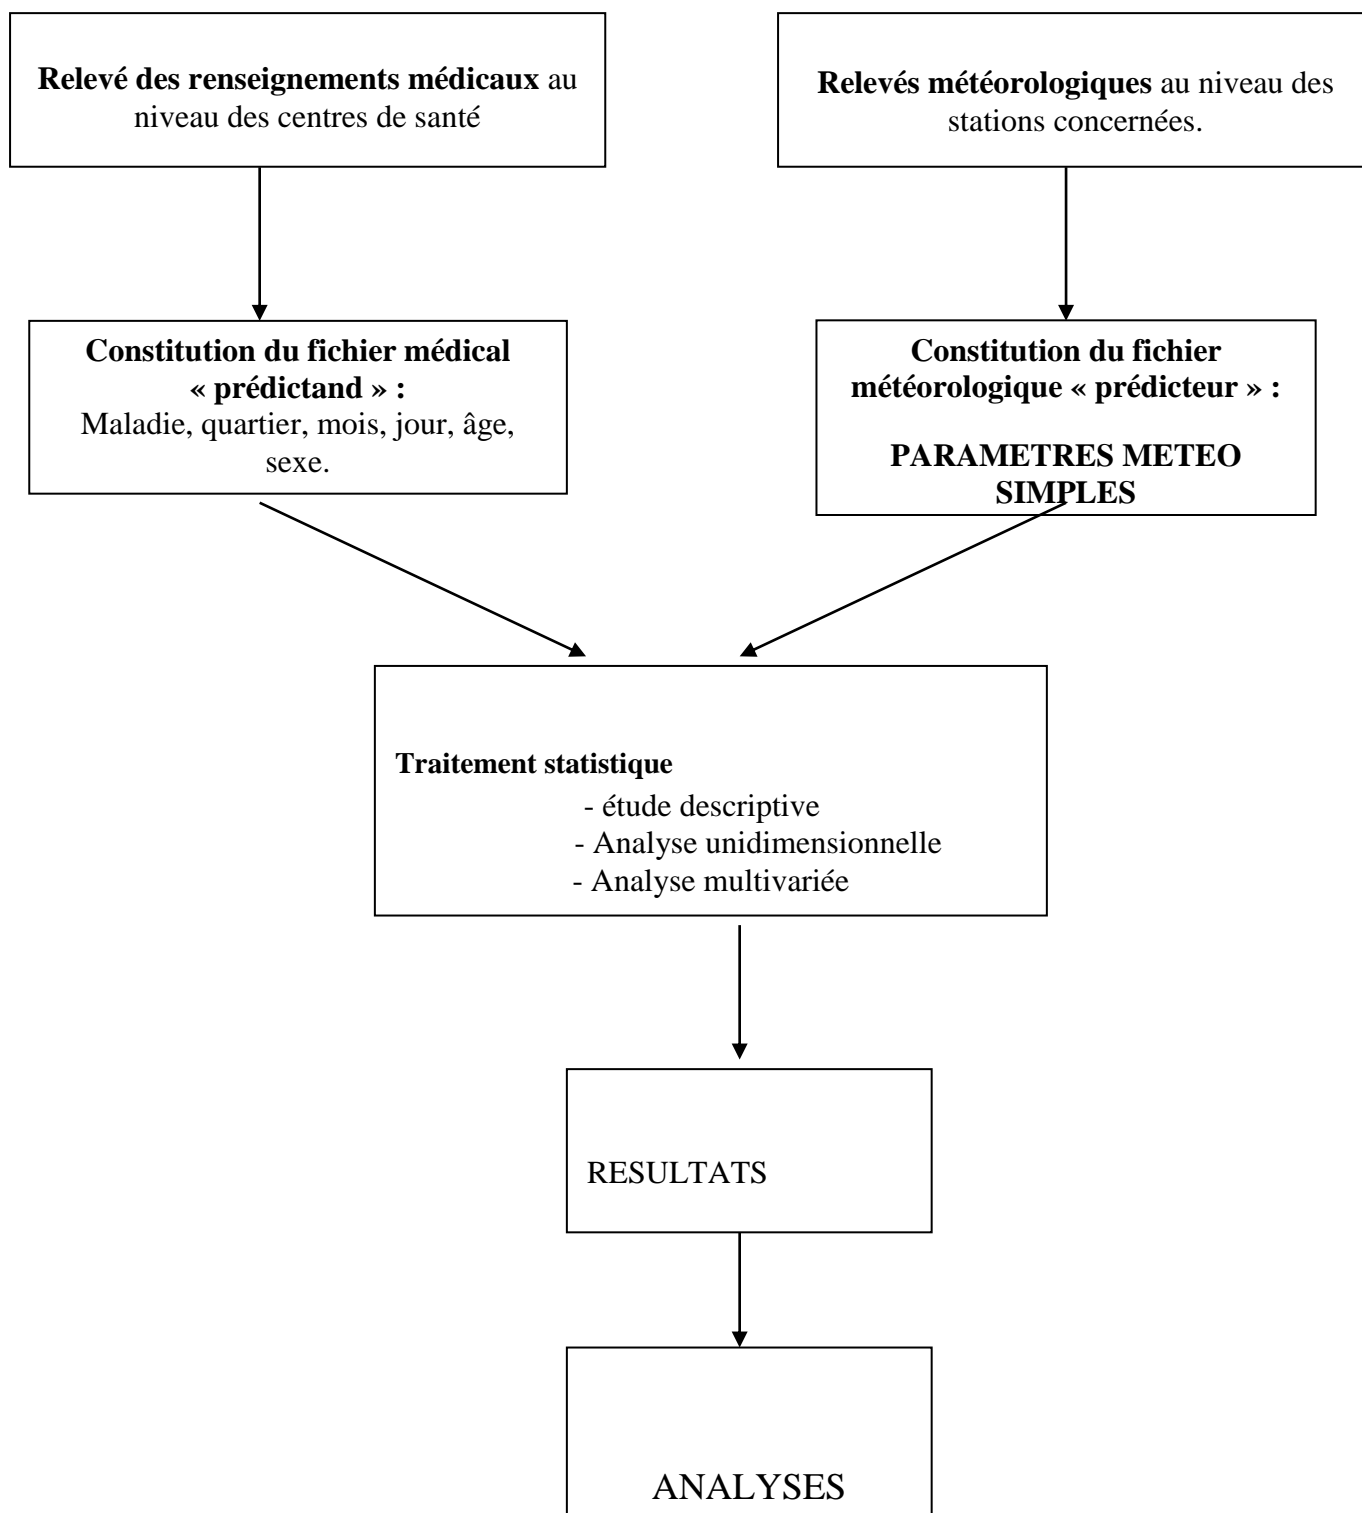 Relevé des renseignements médicaux au
niveau des centres de santé
Relevés météorologiques au niveau des
stations concernées.
Constitution du fichier médical
« prédictand » :
Maladie, quartier, mois, jour, âge,
sexe.
Constitution du fichier
météorologique « prédicteur » :
PARAMETRES METEO
SIMPLES
Traitement statistique
- étude descriptive
- Analyse unidimensionnelle
- Analyse multivariée
RESULTATS
ANALYSES